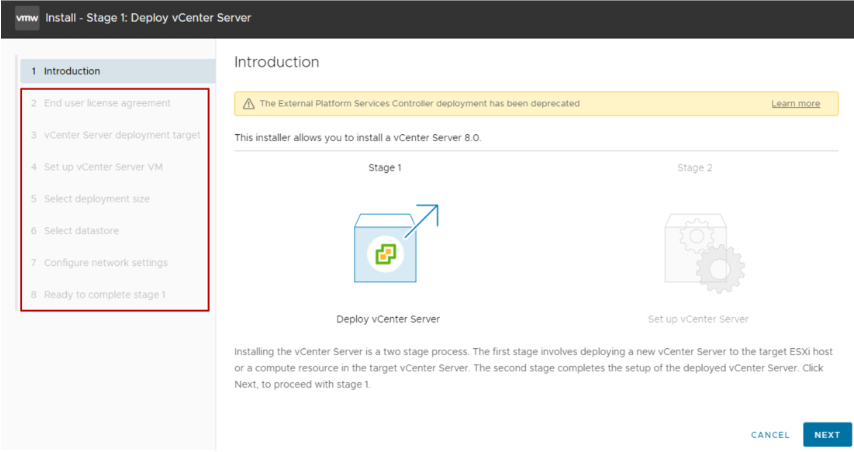 vmw Install - Stage 1: Deploy vCenter Server
1 Introduction
2 End user license agreement
3 vCenter Server deployment target
4 Set up vCenter Server VM
5 Select deployment size
6 Select datastore
7 Configure network settings
8 Ready to complete stage 1
Introduction
The External Platform Services Controller deployment has been deprecated Learn more
This installer allows you to install a vCenter Server 8.0.
Stage 1 Stage 2
Deploy vCenter Server Set up vCenter Server
Installing the vCenter Server is a two stage process. The first stage involves deploying a new vCenter Server to the target ESXi host
or a compute resource in the target vCenter Server. The second stage completes the setup of the deployed vCenter Server. Click
Next, to proceed with stage 1.
CANCEL NEXT